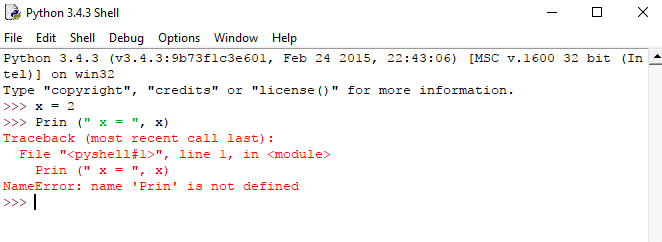 Python 3.4.3 Shell
File Edit Shell Debug Options Window Help
Python 3.4.3 (v3.4.3:9b73f1c3e601, Feb 24 2015, 22:43:06) [MSC v.1600 32 bit (In
tel)] on win32
Type "copyright", "credits" or "license()" for more information.
>>> x = 2
>>> Prin (" x = ", x)
Traceback (most recent call last):
  File "<pyshell#1>", line 1, in <module>
    Prin (" x = ", x)
NameError: name 'Prin' is not defined
>>>